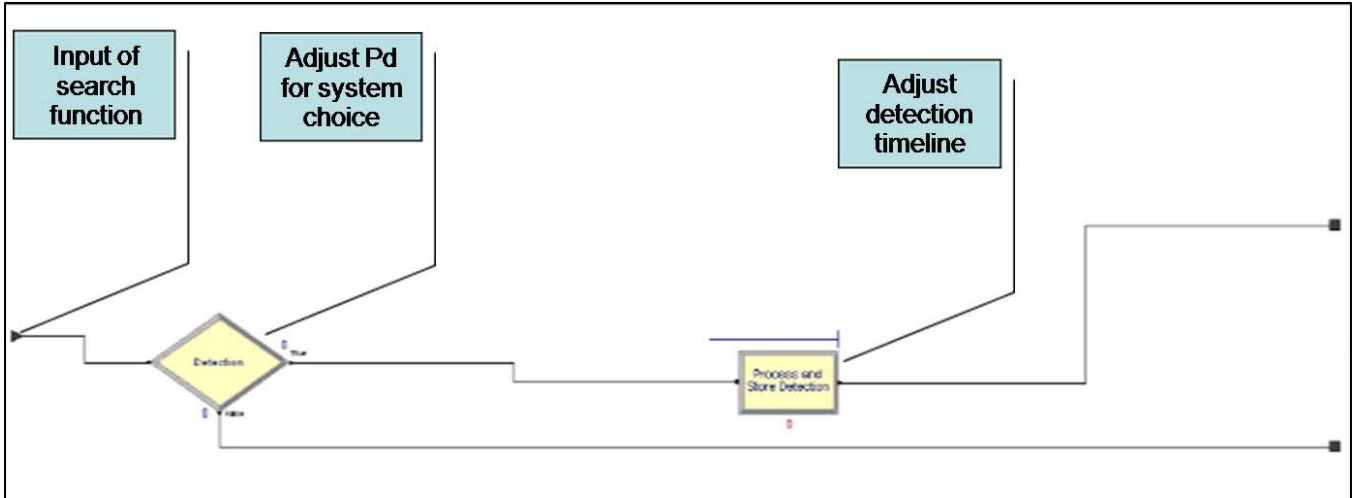 Input of
search
function
Adjust Pd
for system
choice
Adjust
detection
timeline
Detection
0
True
0
False
Process and
Store Detection
0